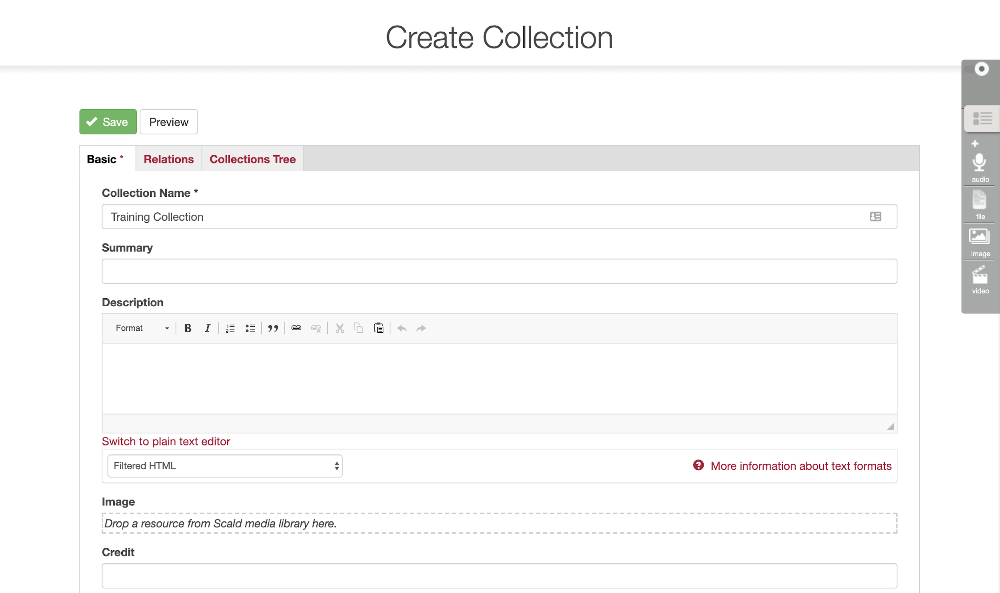 Create Collection
Save
Preview
Basic *
Relations
Collections Tree
Collection Name *
Training Collection
Summary
Description
Format
B
I
Switch to plain text editor
Filtered HTML
? More information about text formats
Image
Drop a resource from Scald media library here.
Credit
audio
file
image
video